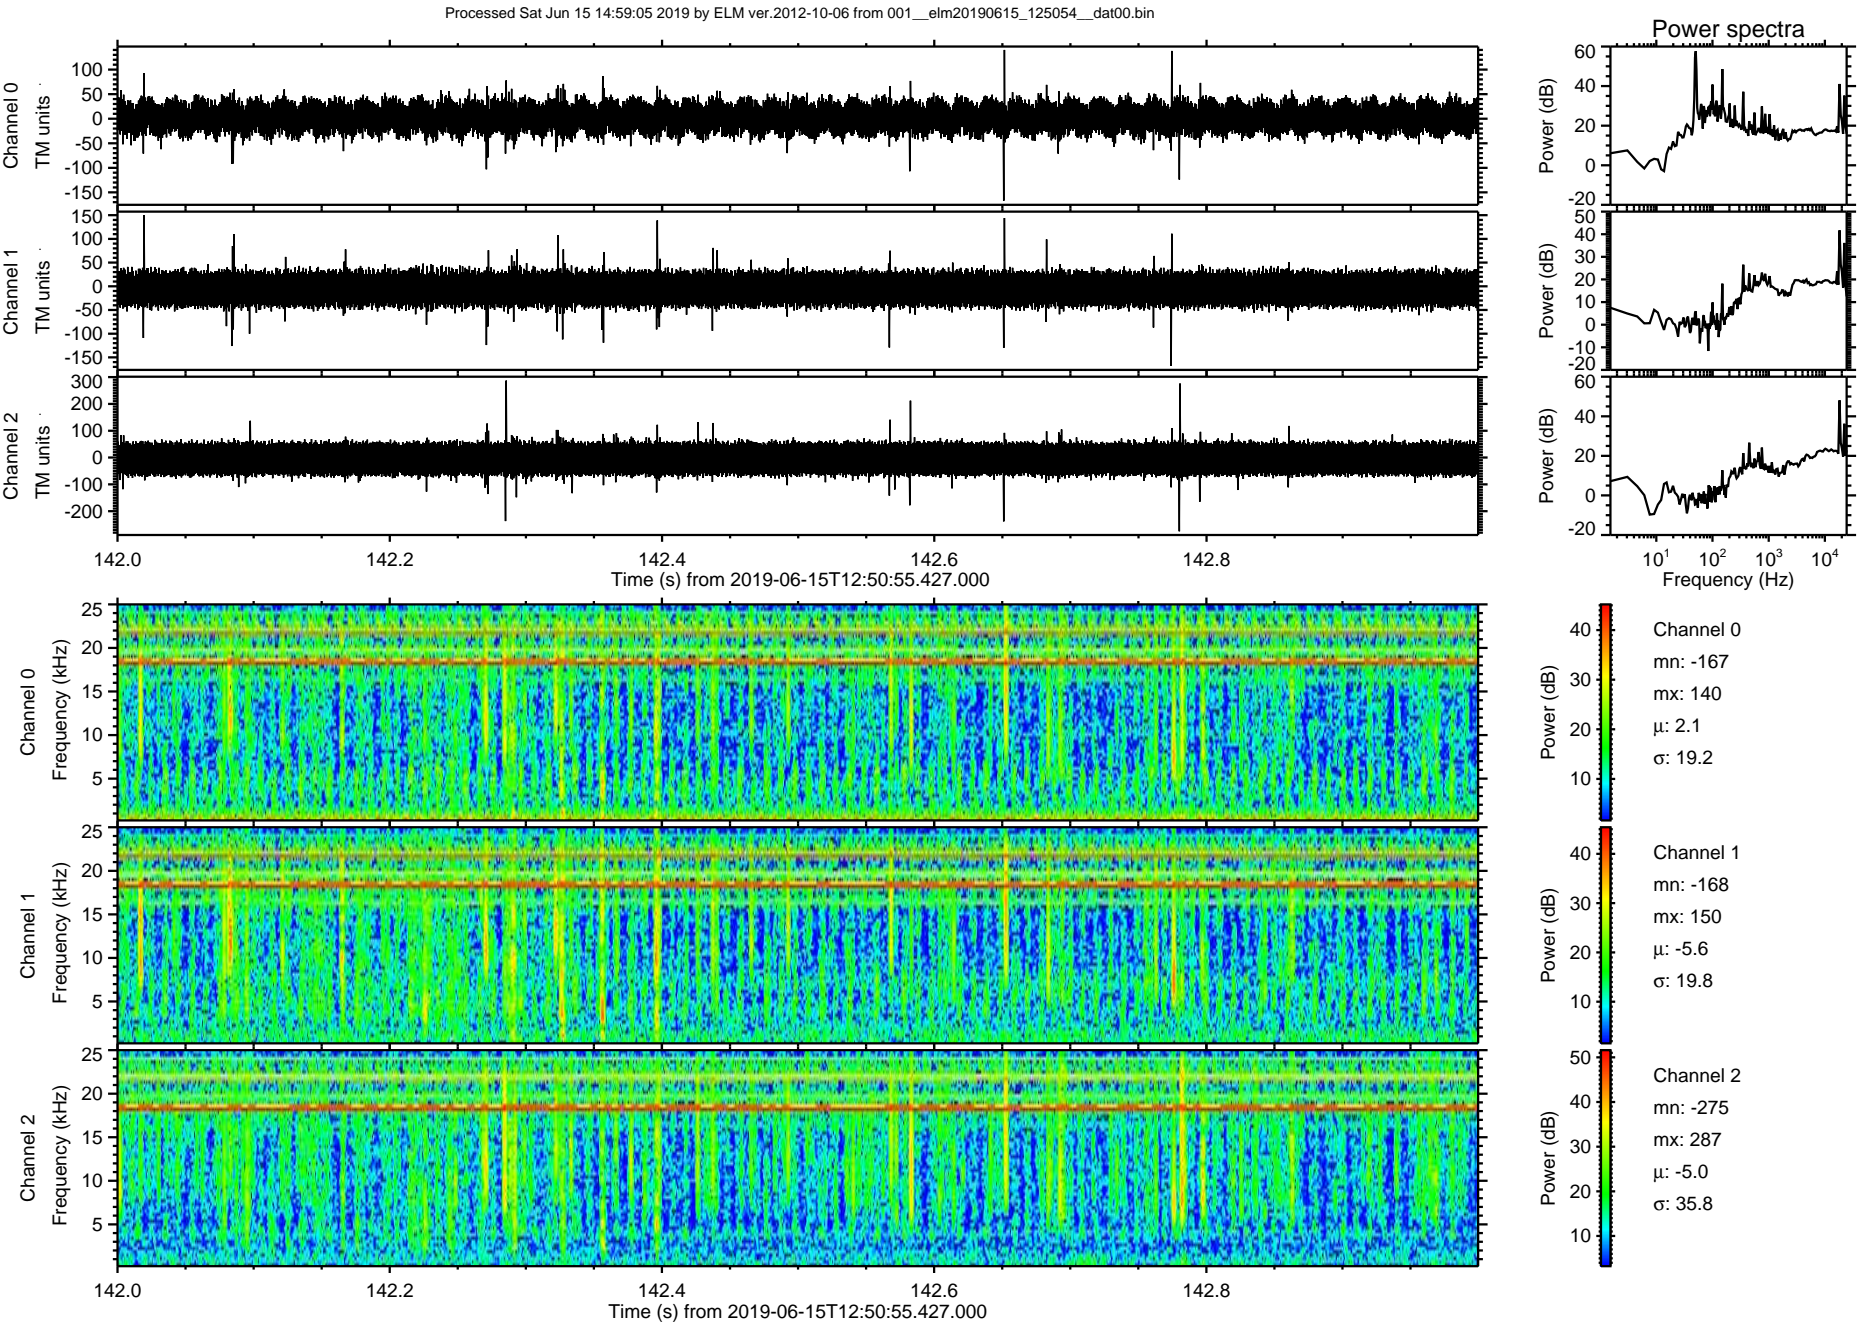 Processed Sat Jun 15 14:59:05 2019 by ELM ver.2012-10-06 from 001__elm20190615_125054__dat00.bin
Power spectra
Channel 0
TM units
100
50
0
-50
-100
-150
Power (dB)
60
40
20
0
-20
Channel 1
TM units
150
100
50
0
-50
-100
-150
Power (dB)
50
40
30
20
10
0
-10
-20
Channel 2
TM units
300
200
100
0
-100
-200
Power (dB)
60
40
20
0
-20
142.0 142.2 142.4 142.6 142.8
Time (s) from 2019-06-15T12:50:55.427.000
10^1 10^2 10^3 10^4
Frequency (Hz)
Channel 0
Frequency (kHz)
25
20
15
10
5
Power (dB)
40
30
20
10
Channel 0
mn: -167
mx: 140
μ: 2.1
σ: 19.2
Channel 1
Frequency (kHz)
25
20
15
10
5
Power (dB)
40
30
20
10
Channel 1
mn: -168
mx: 150
μ: -5.6
σ: 19.8
Channel 2
Frequency (kHz)
25
20
15
10
5
Power (dB)
50
40
30
20
10
Channel 2
mn: -275
mx: 287
μ: -5.0
σ: 35.8
142.0 142.2 142.4 142.6 142.8
Time (s) from 2019-06-15T12:50:55.427.000